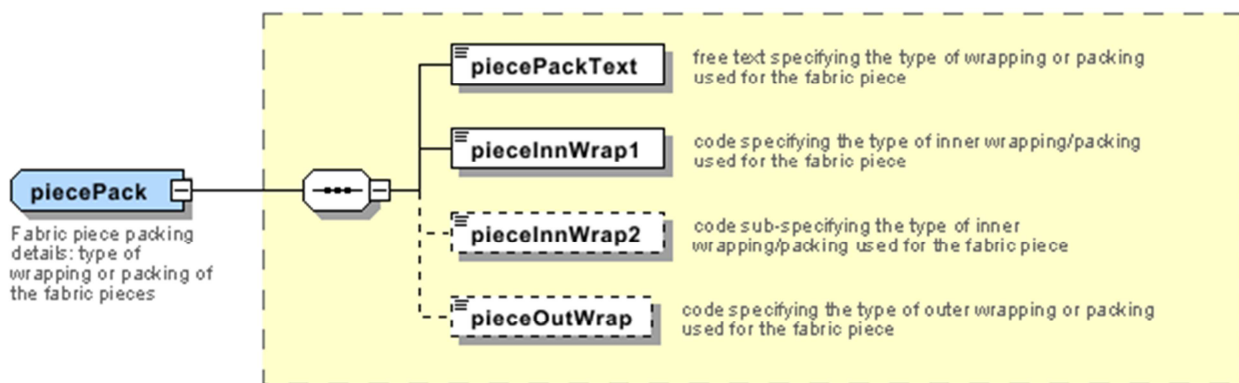 piecePackText
free text specifying the type of wrapping or packing
used for the fabric piece
pieceInnWrap1
code specifying the type of inner wrapping/packing
used for the fabric piece
piecePack
Fabric piece packing
details: type of
wrapping or packing of
the fabric pieces
pieceInnWrap2
code sub-specifying the type of inner
wrapping/packing used for the fabric piece
pieceOutWrap
code specifying the type of outer wrapping or packing
used for the fabric piece